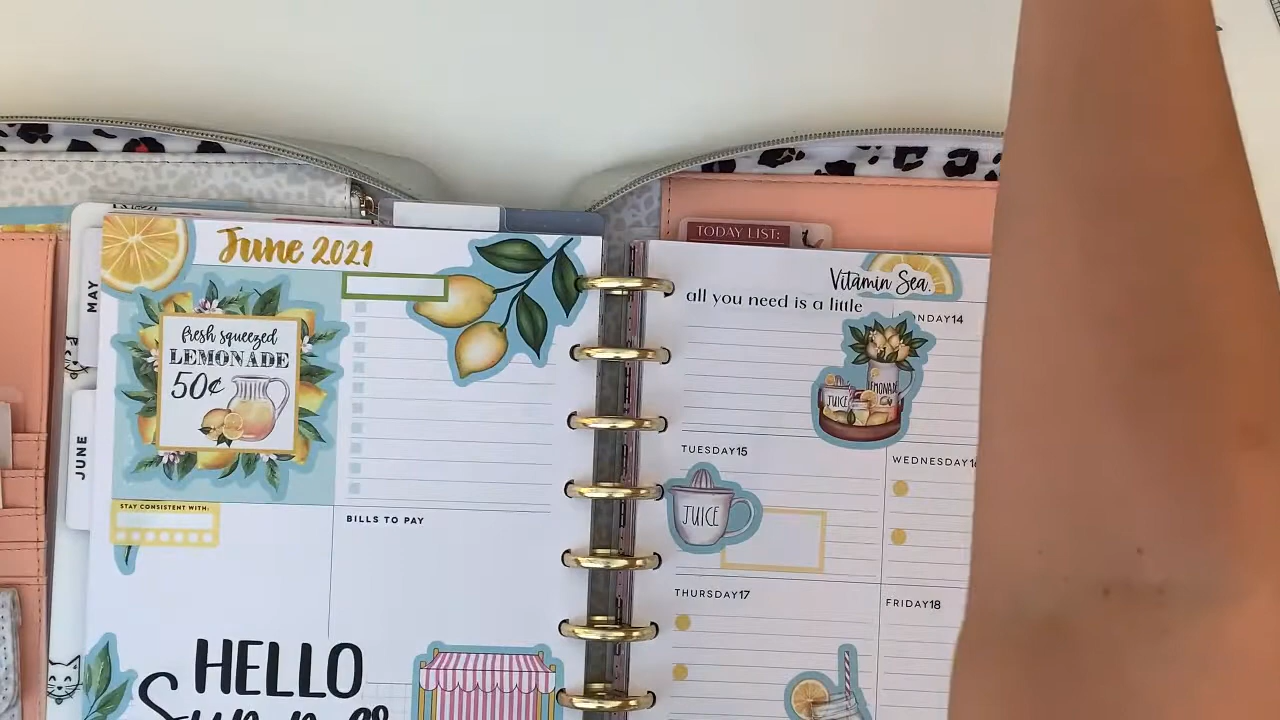 MAY
JUNE
June 2021
fresh squeezed
LEMONADE
50¢
STAY CONSISTENT WITH:
BILLS TO PAY
HELLO
TODAY LIST:
Vitamin Sea
all you need is a little
NDAY14
LEMONADE
JUICE
TUESDAY15
JUICE
WEDNESDAY1
THURSDAY17
FRIDAY18